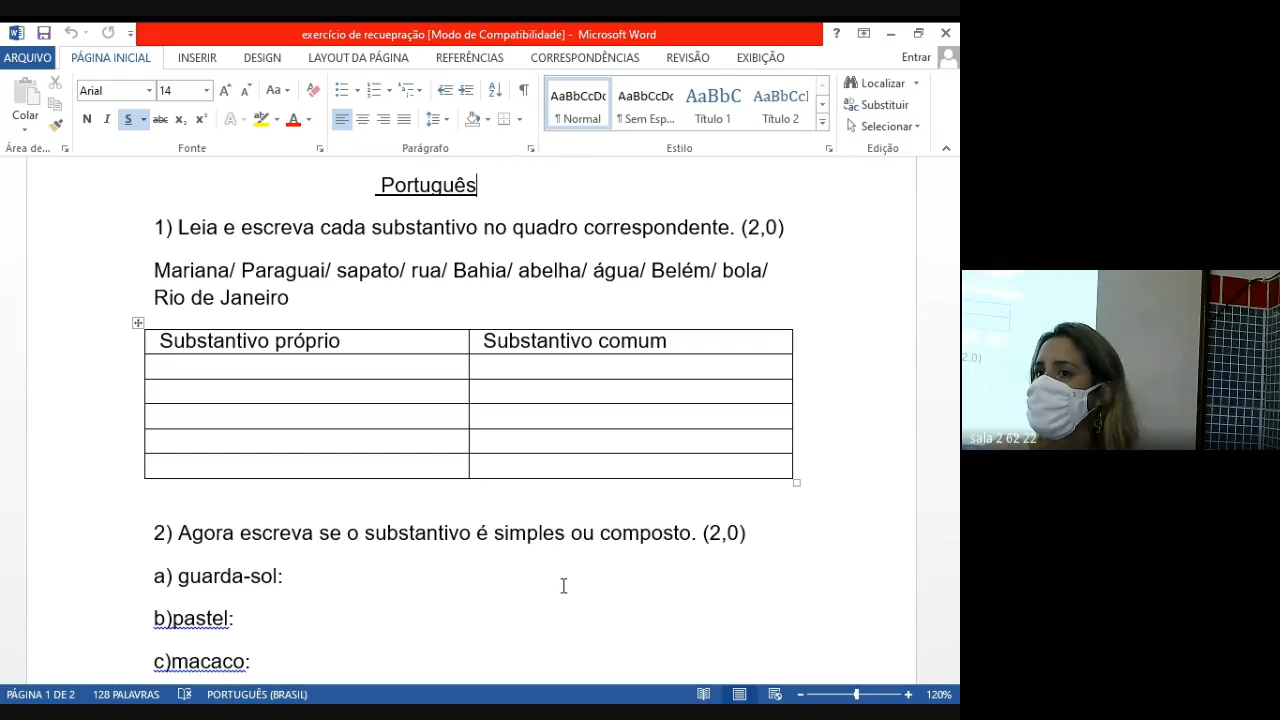 exercício de recuepração [Modo de Compatibilidade] - Microsoft Word
ARQUIVO PÁGINA INICIAL INSERIR DESIGN LAYOUT DA PÁGINA REFERÊNCIAS CORRESPONDÊNCIAS REVISÃO EXIBIÇÃO Entrar
Colar
Arial 14
N I S abc x₂ x² A A
AaBbCcDc AaBbCcDc AaBbC AaBbCcI
¶ Normal ¶ Sem Esp... Título 1 Título 2
Localizar
Substituir
Selecionar
Área de... Fonte Parágrafo Estilo Edição
Português
1) Leia e escreva cada substantivo no quadro correspondente. (2,0)
Mariana/ Paraguai/ sapato/ rua/ Bahia/ abelha/ água/ Belém/ bola/
Rio de Janeiro
Substantivo próprio Substantivo comum
2) Agora escreva se o substantivo é simples ou composto. (2,0)
a) guarda-sol:
b)pastel:
c)macaco:
PÁGINA 1 DE 2 128 PALAVRAS PORTUGUÊS (BRASIL) 120%
2,0)
sala 2 62 22